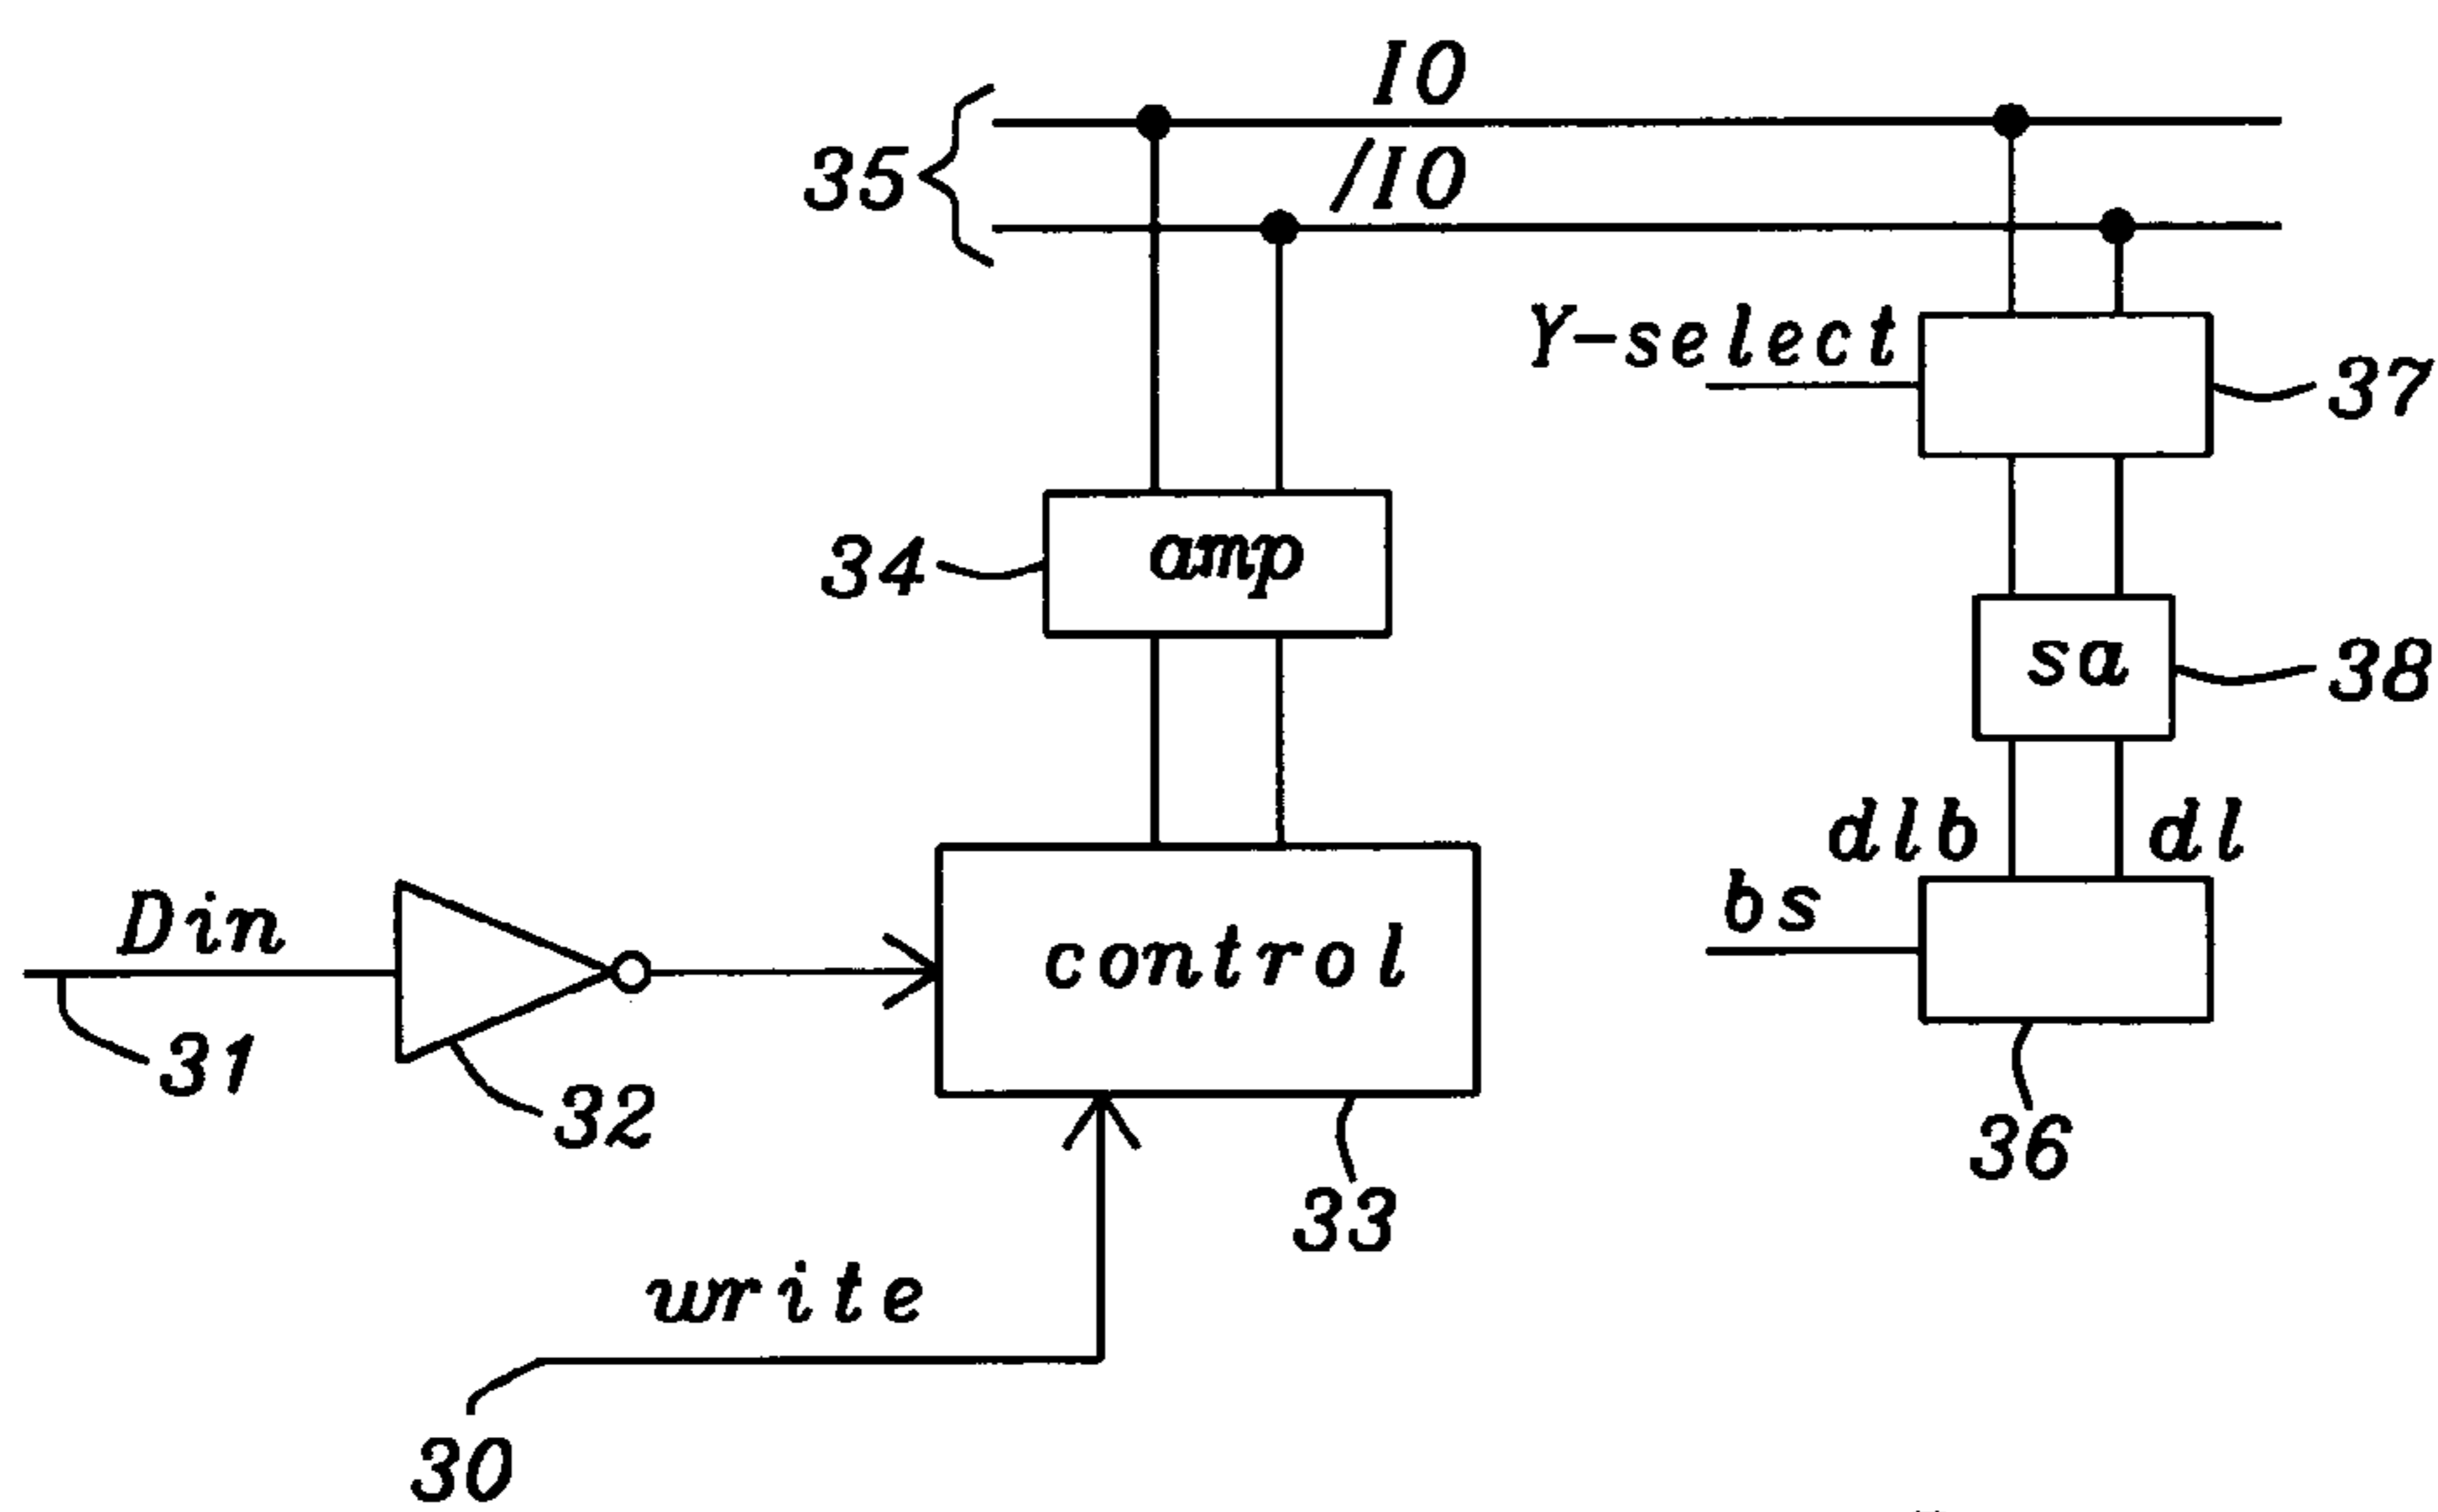 IO
35
/IO
Y-select
37
34
amp
sa
38
dlb
dl
Din
bs
control
31
32
36
33
write
30